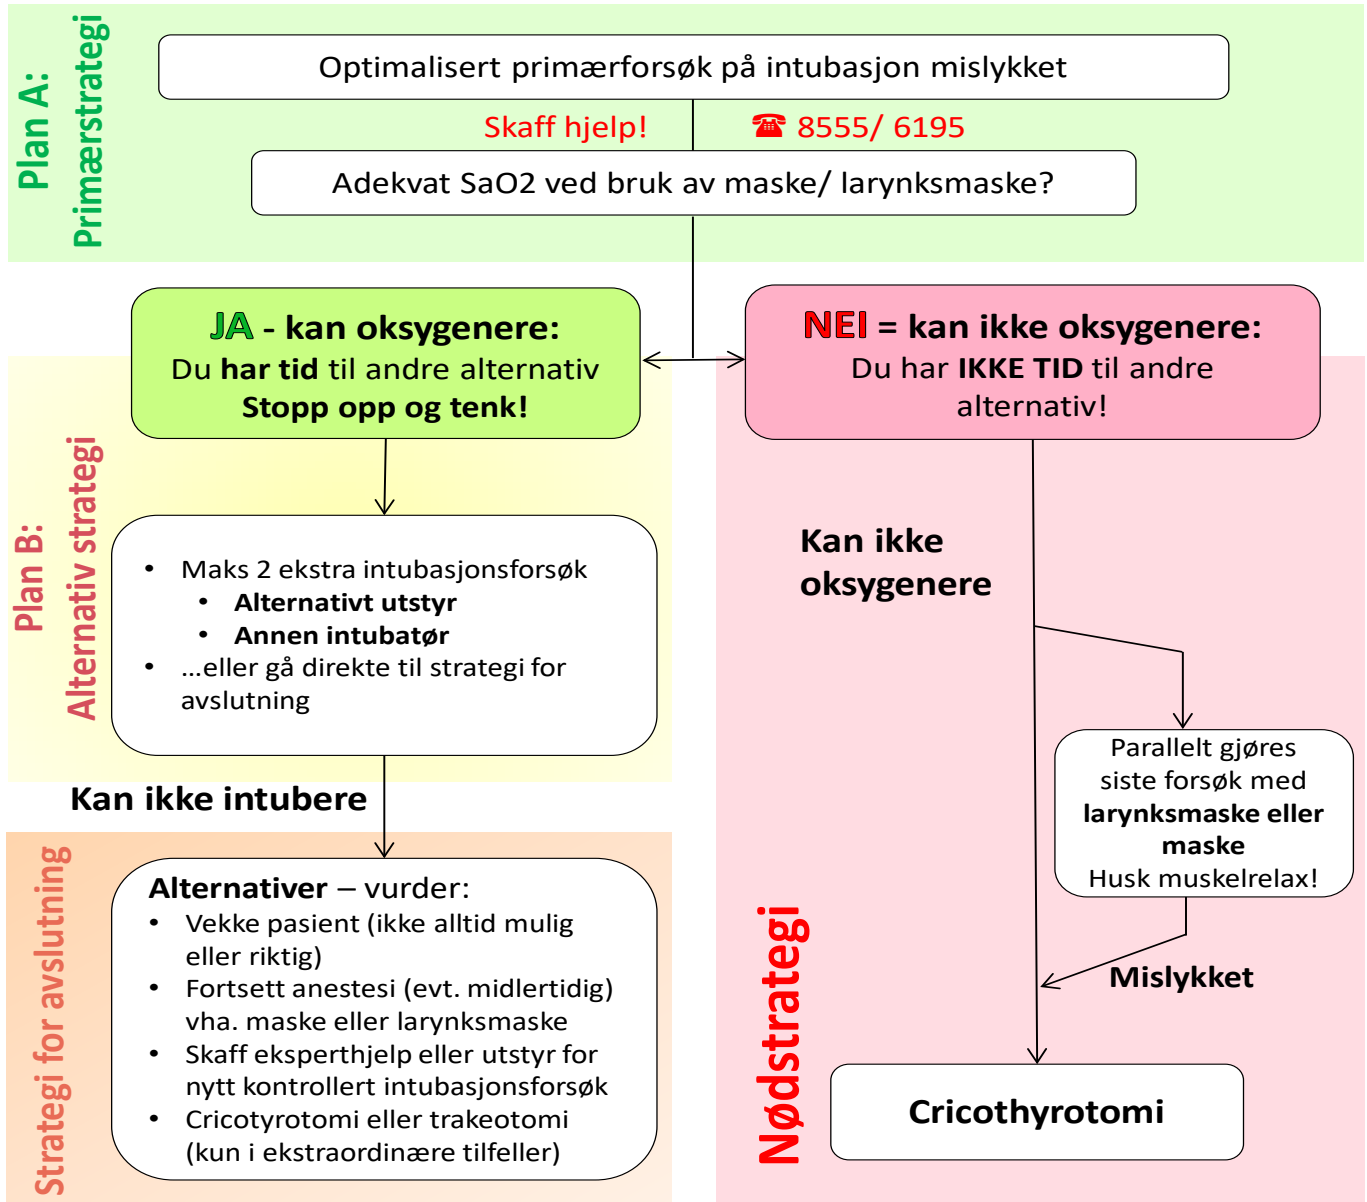 Plan A:
Primærstrategi
Optimalisert primærforsøk på intubasjon mislykket
Skaff hjelp! ☎ 8555/ 6195
Adekvat SaO2 ved bruk av maske/ larynksmaske?
JA - kan oksygenere:
Du har tid til andre alternativ
Stopp opp og tenk!
NEI = kan ikke oksygenere:
Du har IKKE TID til andre
alternativ!
Plan B:
Alternativ strategi
• Maks 2 ekstra intubasjonsforsøk
• Alternativt utstyr
• Annen intubatør
• …eller gå direkte til strategi for
avslutning
Kan ikke intubere
Strategi for avslutning
Alternativer – vurder:
• Vekke pasient (ikke alltid mulig
eller riktig)
• Fortsett anestesi (evt. midlertidig)
vha. maske eller larynksmaske
• Skaff eksperthjelp eller utstyr for
nytt kontrollert intubasjonsforsøk
• Cricotyrotomi eller trakeotomi
(kun i ekstraordinære tilfeller)
Nødstrategi
Kan ikke
oksygenere
Parallelt gjøres
siste forsøk med
larynksmaske eller
maske
Husk muskelrelax!
Mislykket
Cricothyrotomi